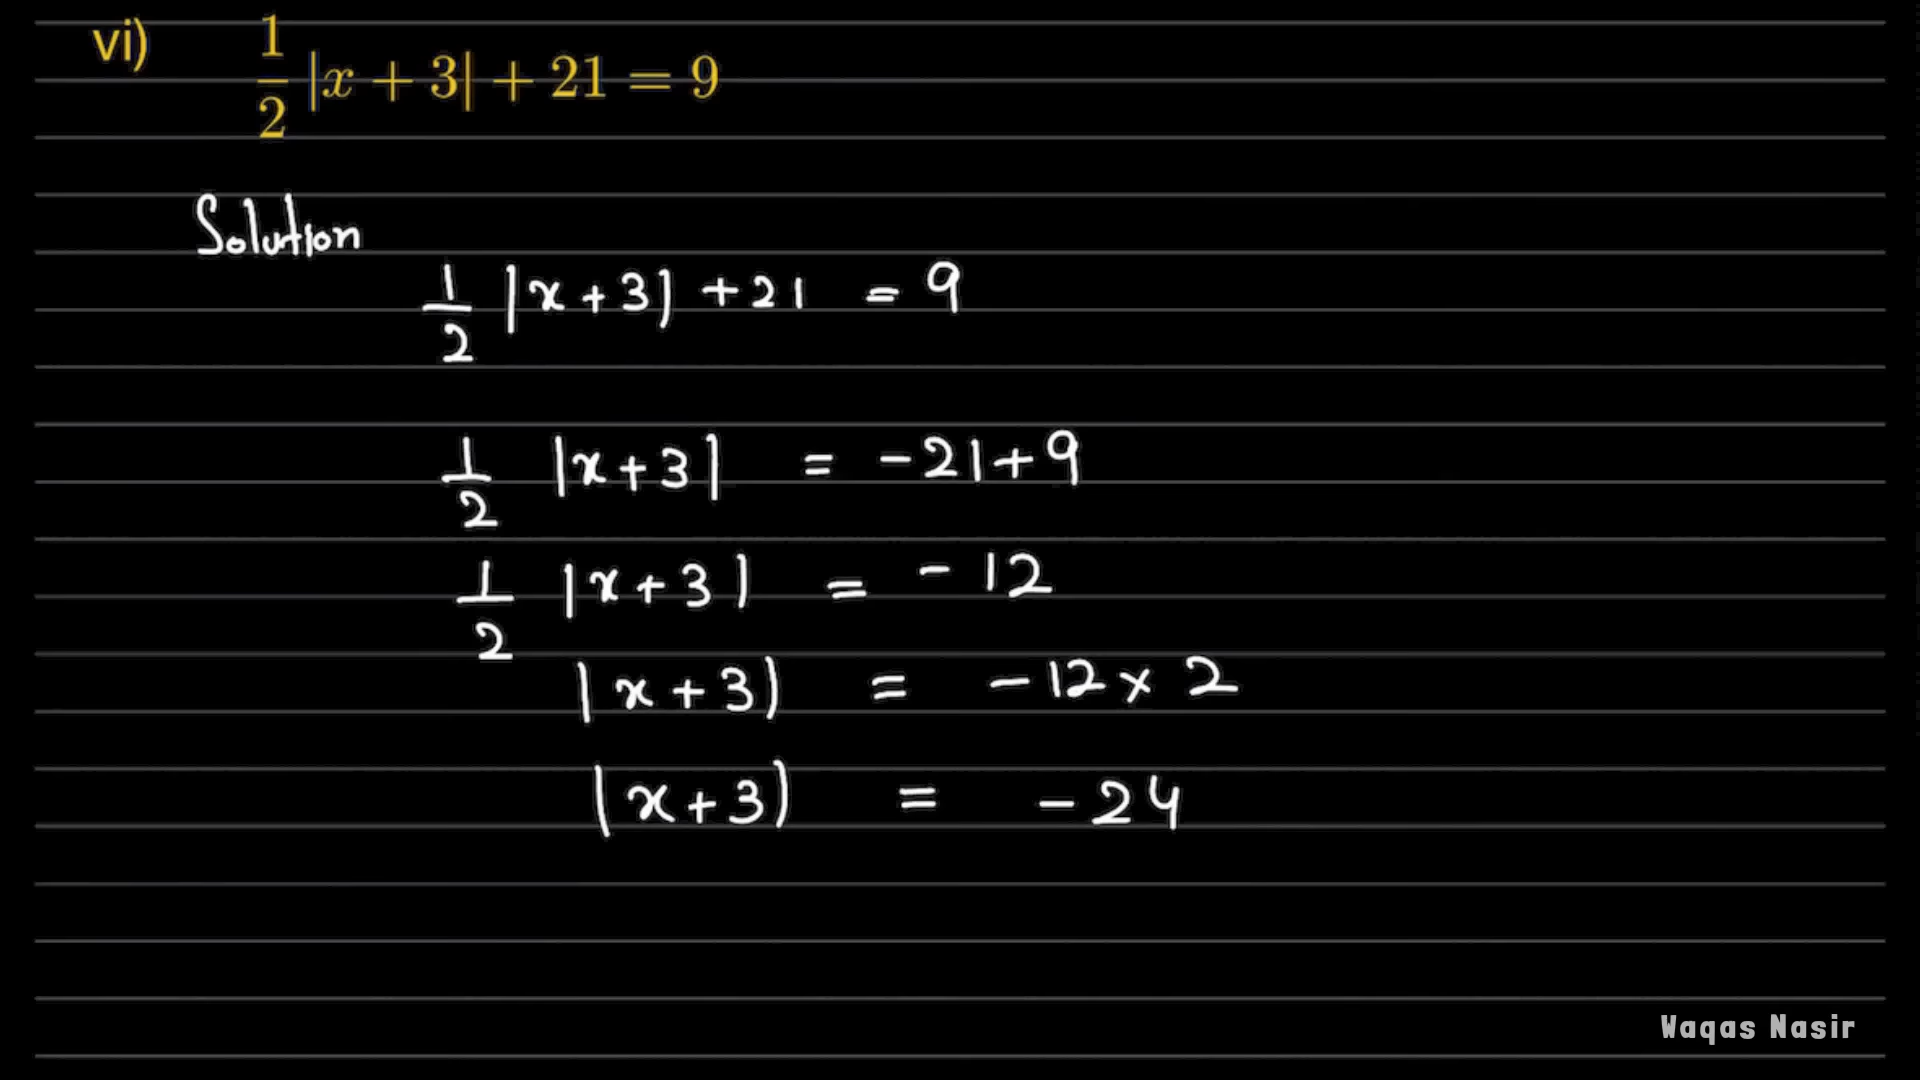 vi) 1/2 |x + 3| + 21 = 9
Solution
1/2 |x + 3| + 21 = 9
1/2 |x + 3| = -21 + 9
1/2 |x + 3| = -12
|x + 3| = -12 × 2
|x + 3| = -24
Waqas Nasir